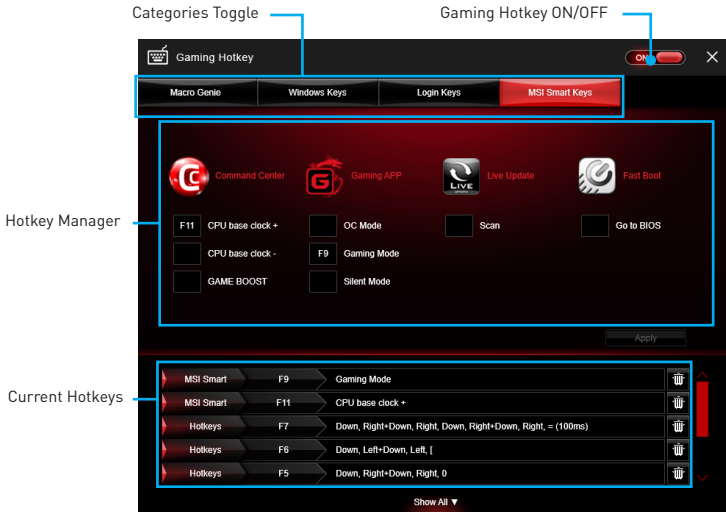 Categories Toggle
Gaming Hotkey ON/OFF
Gaming Hotkey
ON
Macro Genie
Windows Keys
Login Keys
MSI Smart Keys
Command Center
Gaming APP
Live Update
Fast Boot
LIVE
Hotkey Manager
F11 CPU base clock +
OC Mode
Scan
Go to BIOS
CPU base clock -
F9 Gaming Mode
GAME BOOST
Silent Mode
Apply
Current Hotkeys
MSI Smart F9 Gaming Mode
MSI Smart F11 CPU base clock +
Hotkeys F7 Down, Right+Down, Right, Down, Right+Down, Right, = (100ms)
Hotkeys F6 Down, Left+Down, Left, [
Hotkeys F5 Down, Right+Down, Right, 0
Show All ▼